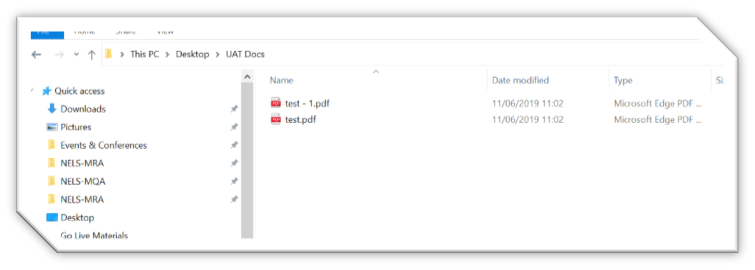 File Home Share View
This PC > Desktop > UAT Docs
Name Date modified Type Si
Quick access
Downloads
Pictures
Events & Conferences
NELS-MRA
NELS-MQA
NELS-MRA
Desktop
Go Live Materials
test - 1.pdf 11/06/2019 11:02 Microsoft Edge PDF ...
test.pdf 11/06/2019 11:02 Microsoft Edge PDF ...